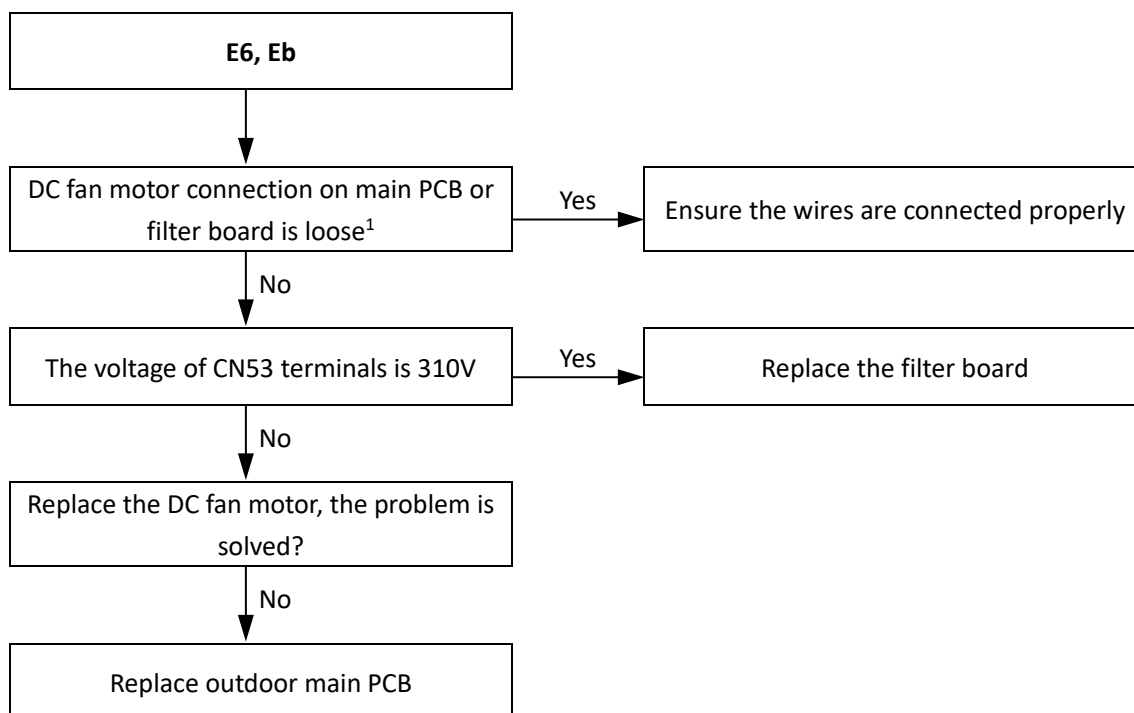 E6, Eb
DC fan motor connection on main PCB or
filter board is loose¹
Yes
Ensure the wires are connected properly
No
The voltage of CN53 terminals is 310V
Yes
Replace the filter board
No
Replace the DC fan motor, the problem is
solved?
No
Replace outdoor main PCB